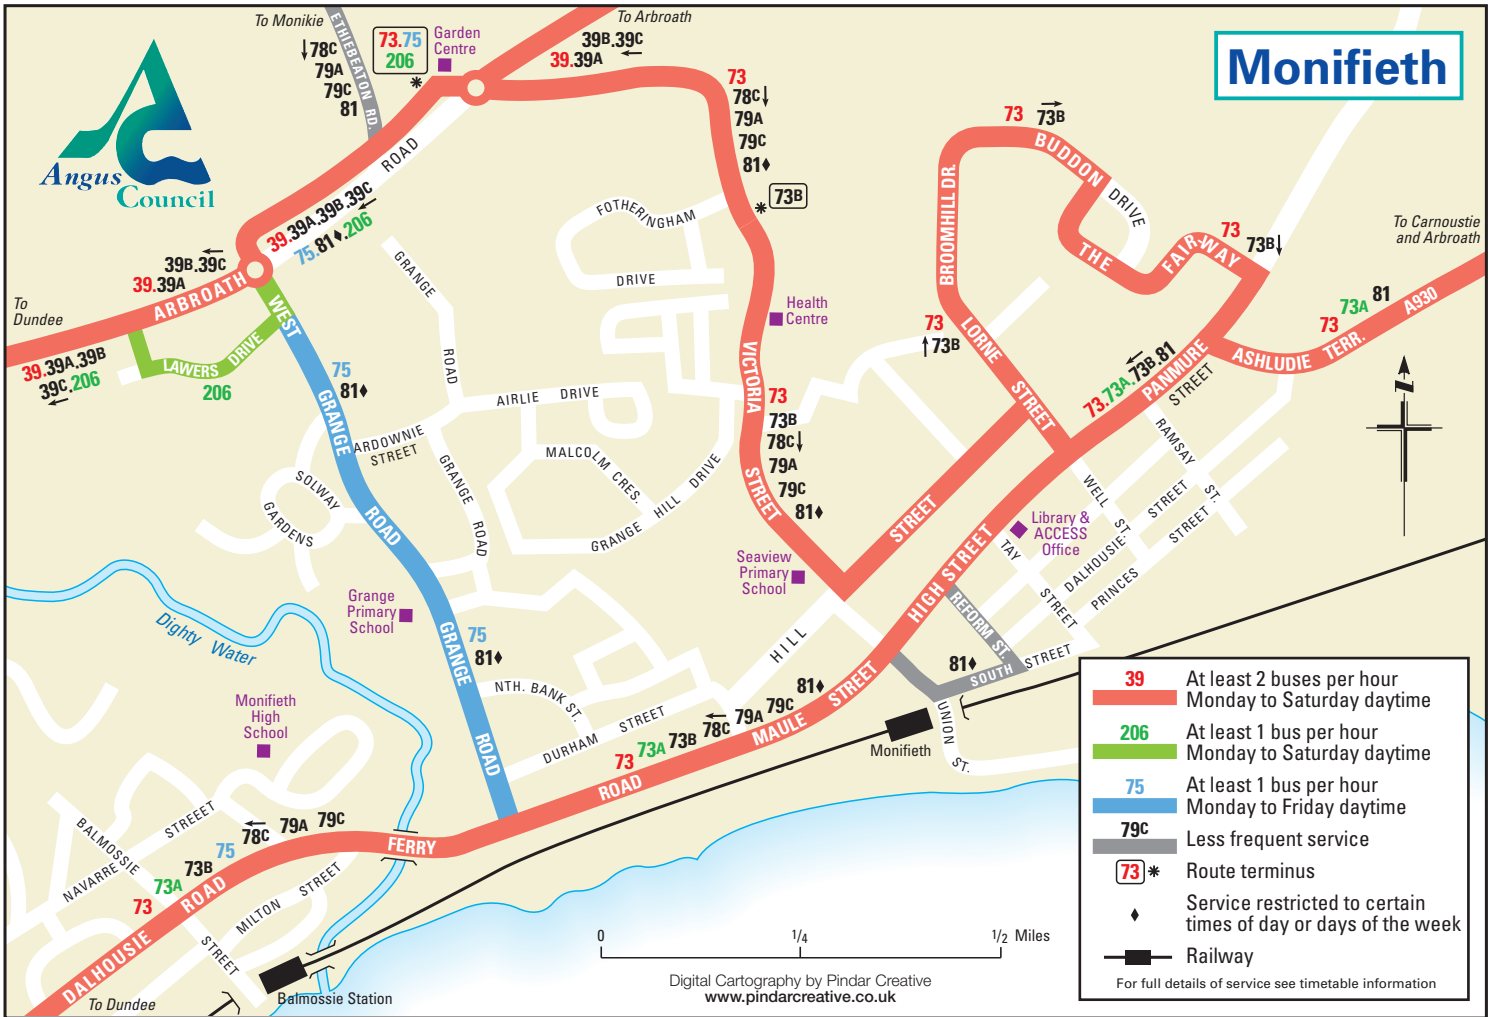 Monifieth
Angus
Council
To Monikie
ETHIEBEATON RD.
↓78C
79A
79C
81
73.75
206
Garden
Centre
To Arbroath
39B.39C
39.39A ←
ROAD
39.39A.39B.39C
←
75.81♦.206
←
39B.39C
39.39A
ARBROATH
To
Dundee
39.39A.39B
39C.206
←
LAWERS DRIVE
206
WEST
GRANGE
ROAD
75
81♦
GRANGE
ROAD
75
81♦
73
78C↓
79A
79C
81♦
* 73B
FOTHERINGHAM
DRIVE
GRANGE
ROAD
AIRLIE DRIVE
ARDOWNIE
STREET
GRANGE
ROAD
MALCOLM CRES.
GRANGE HILL DRIVE
SOLWAY
GARDENS
Health
Centre
VICTORIA
STREET
73
73B
78C↓
79A
79C
81♦
73 → 73B
BUDDON
DRIVE
BROOMHILL DR.
THE FAIRWAY
73
73B↓
To Carnoustie
and Arbroath
81
73A
73
A930
ASHLUDIE TERR.
73
↑73B
LORNE
STREET
←
73.73A.73B.81
PANMURE
STREET
RAMSAY
ST.
WELL ST.
DALHOUSIE STREET
PRINCES STREET
TAY
STREET
Library &
ACCESS
Office
STREET
HIGH STREET
REFORM ST.
SOUTH STREET
81♦
UNION
ST.
Seaview
Primary
School
HILL
Grange
Primary
School
Dighty Water
Monifieth
High
School
NTH. BANK ST.
DURHAM STREET
81♦
79C
79A
←
78C
73B
73A
73
MAULE STREET
ROAD
FERRY
Monifieth
79C
79A
←
78C
75
73B
73A
73
STREET
BALMOSSIE
NAVARRE
MILTON STREET
STREET
DALHOUSIE ROAD
To Dundee
Balmossie Station
0 1/4 1/2 Miles
Digital Cartography by Pindar Creative
www.pindarcreative.co.uk
39 At least 2 buses per hour
Monday to Saturday daytime
206 At least 1 bus per hour
Monday to Saturday daytime
75 At least 1 bus per hour
Monday to Friday daytime
79C Less frequent service
73 * Route terminus
♦ Service restricted to certain
times of day or days of the week
Railway
For full details of service see timetable information
N